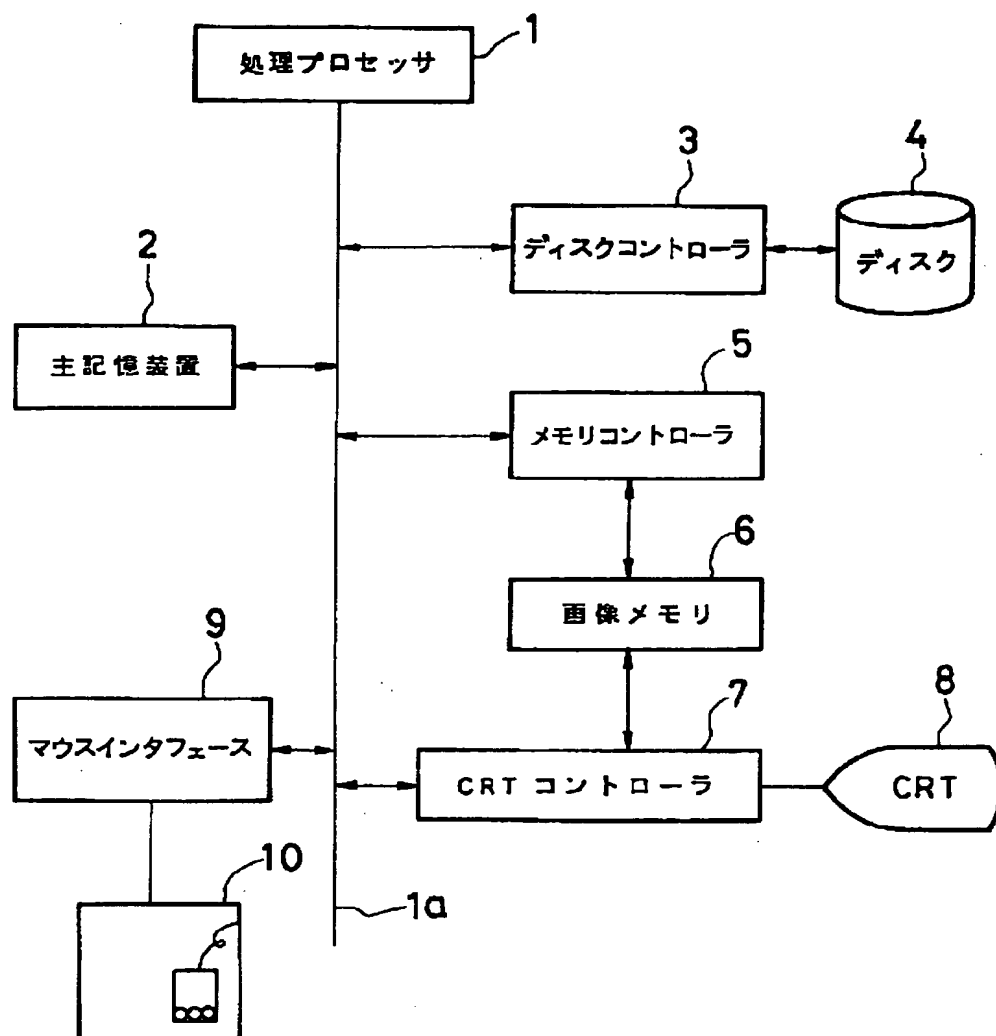 1
処理プロセッサ
3
4
ディスクコントローラ
ディスク
2
主記憶装置
5
メモリコントローラ
6
画像メモリ
9
マウスインタフェース
7
8
CRT コントローラ
CRT
10
1a